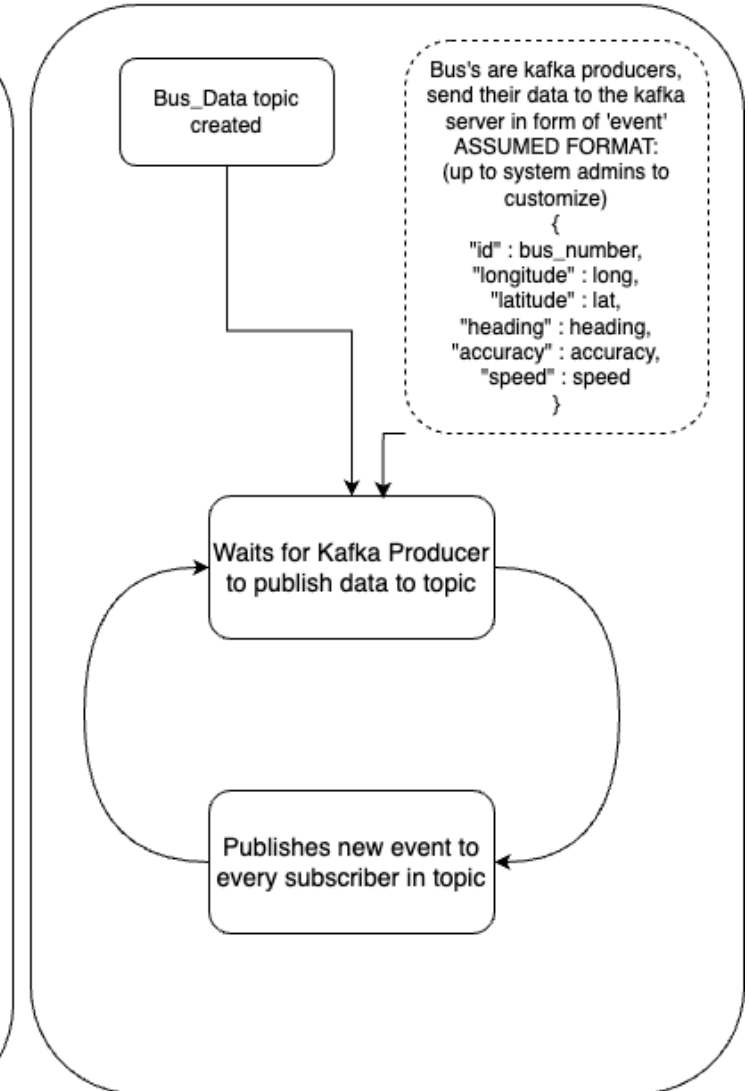 Bus_Data topic
created
Bus's are kafka producers,
send their data to the kafka
server in form of 'event'
ASSUMED FORMAT:
(up to system admins to
customize)
{
"id" : bus_number,
"longitude" : long,
"latitude" : lat,
"heading" : heading,
"accuracy" : accuracy,
"speed" : speed
}
Waits for Kafka Producer
to publish data to topic
Publishes new event to
every subscriber in topic